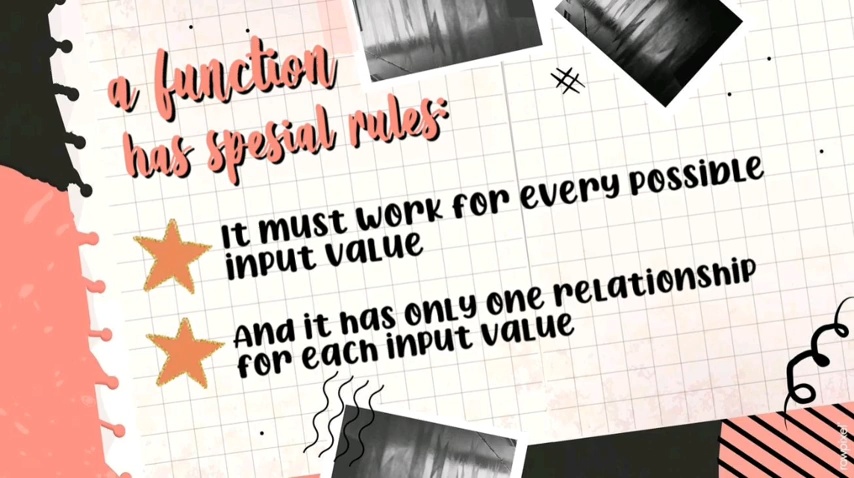 a function
has spesial rules:
It must work for every possible
input value
And it has only one relationship
for each input value
rawpixel